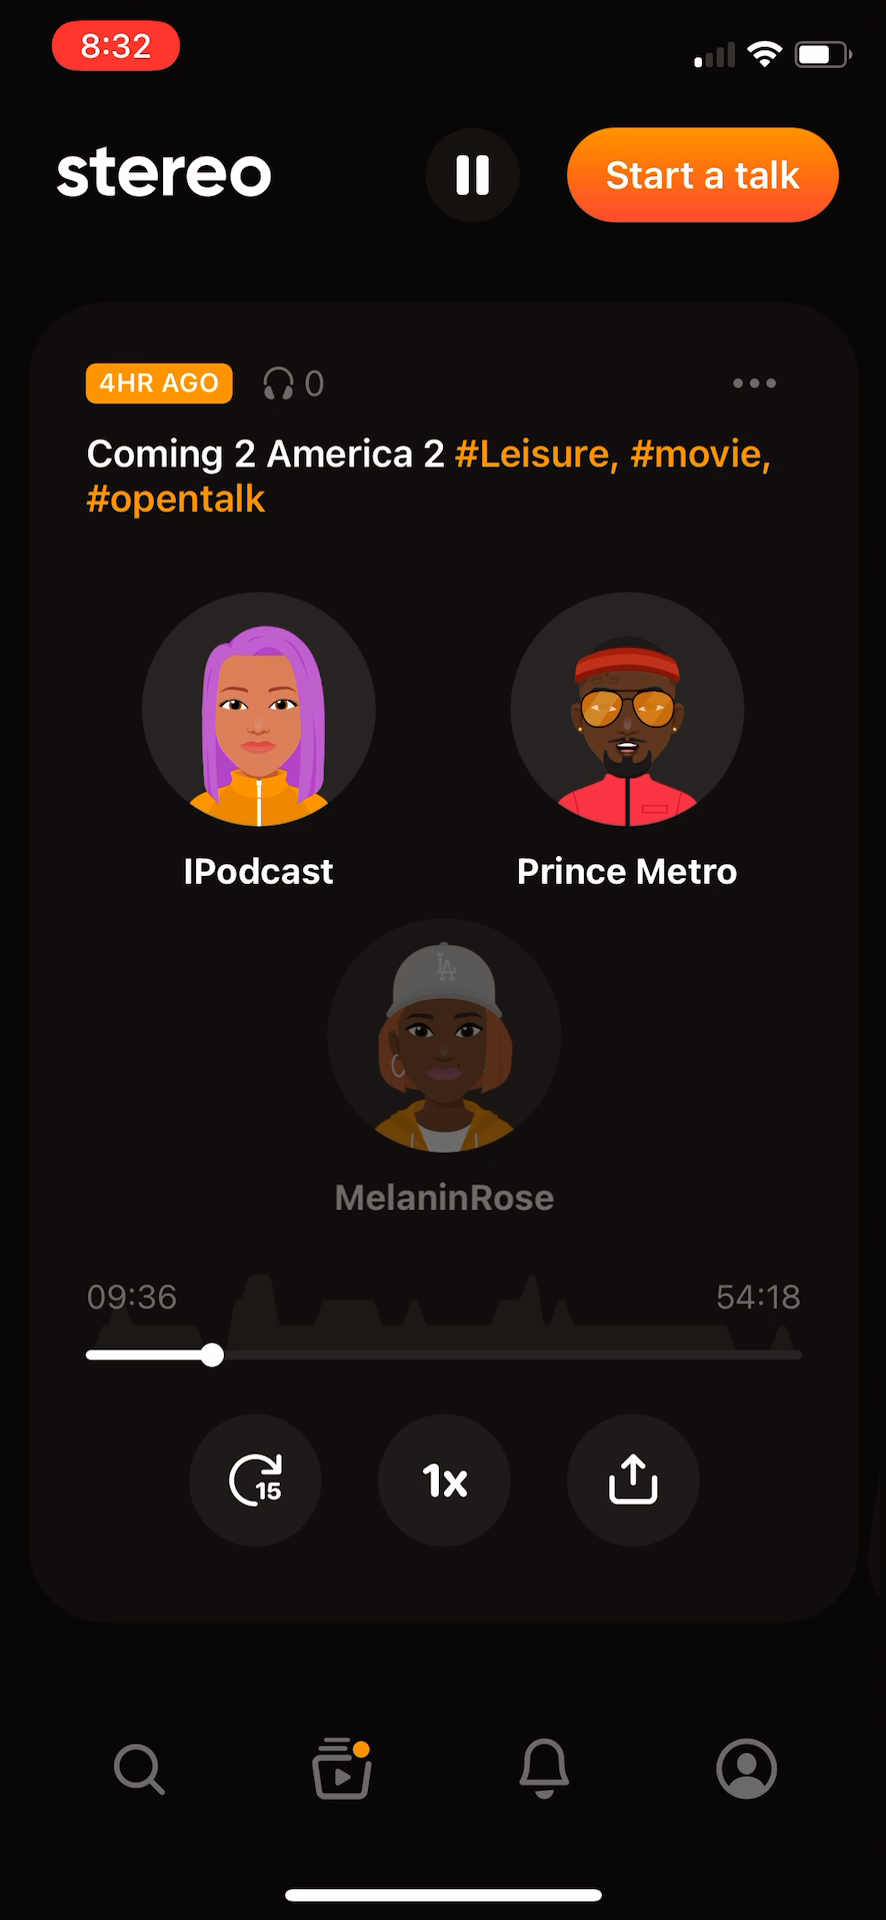 8:32
stereo
Start a talk
4HR AGO
0
Coming 2 America 2 #Leisure, #movie,
#opentalk
IPodcast
Prince Metro
LA
MelaninRose
09:36
54:18
15
1x